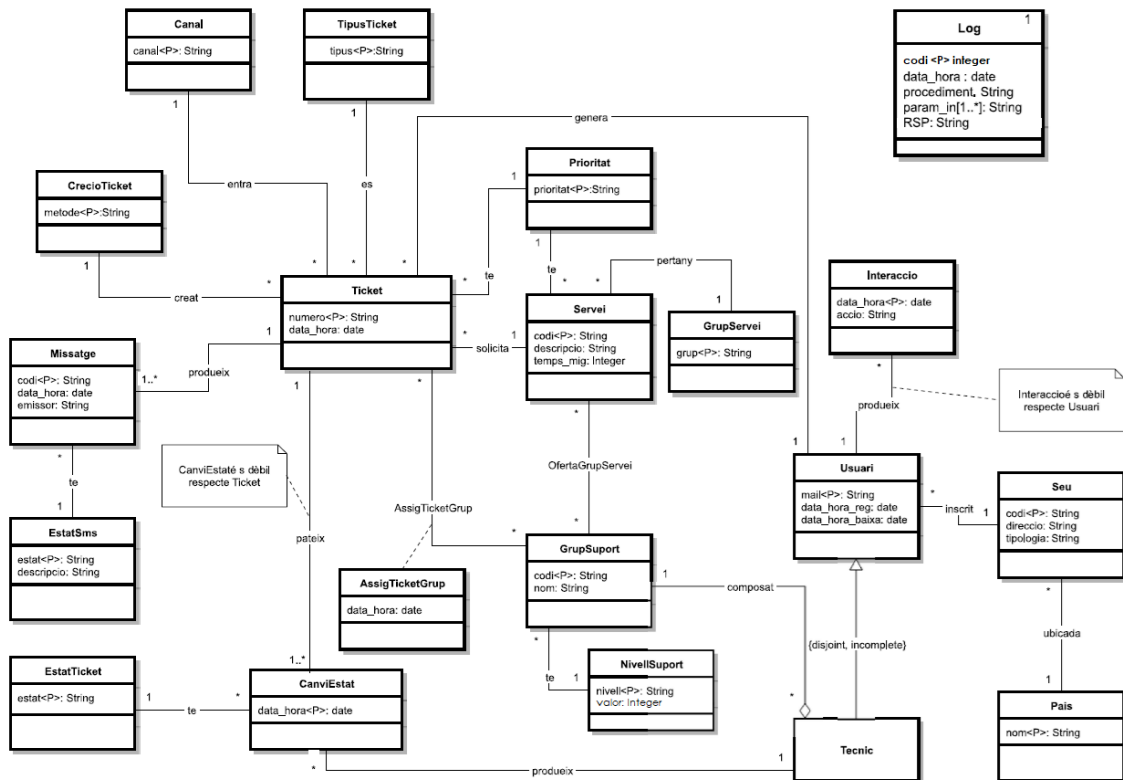 Canal
canal<P>: String
TipusTicket
tipus<P>:String
Log
1
codi <P> integer
data_hora : date
procediment. String
param_in[1..*]: String
RSP: String
1
1
genera
1
Prioritat
prioritat<P>:String
CrecioTicket
metode<P>:String
entra
es
te
1
te
pertany
1
creat
*
*
*
*
*
*
*
*
1
Interaccio
data_hora<P>: date
accio: String
Ticket
numero<P>: String
data_hora: date
Servei
codi<P>: String
descripcio: String
temps_mig: Integer
GrupServei
grup<P>: String
*
solicita
1
Missatge
codi<P>: String
data_hora: date
emissor: String
1
produeix
1..*
1
*
*
*
produeix
Interaccioé s dèbil
respecte Usuari
1
1
CanviEstaté s dèbil
respecte Ticket
OfertaGrupServei
Usuari
mail<P>: String
data_hora_reg: date
data_hora_baixa: date
*
inscrit
1
Seu
codi<P>: String
direccio: String
tipologia: String
*
te
1
EstatSms
estat<P>: String
descripcio: String
pateix
AssigTicketGrup
*
*
GrupSuport
codi<P>: String
nom: String
1
composat
AssigTicketGrup
data_hora: date
*
ubicada
1
{disjoint, incomplete}
*
te
1
NivellSuport
nivell<P>: String
valor: Integer
EstatTicket
estat<P>: String
1
te
*
1..*
CanviEstat
data_hora<P>: date
*
Tecnic
Pais
nom<P>: String
*
produeix
1